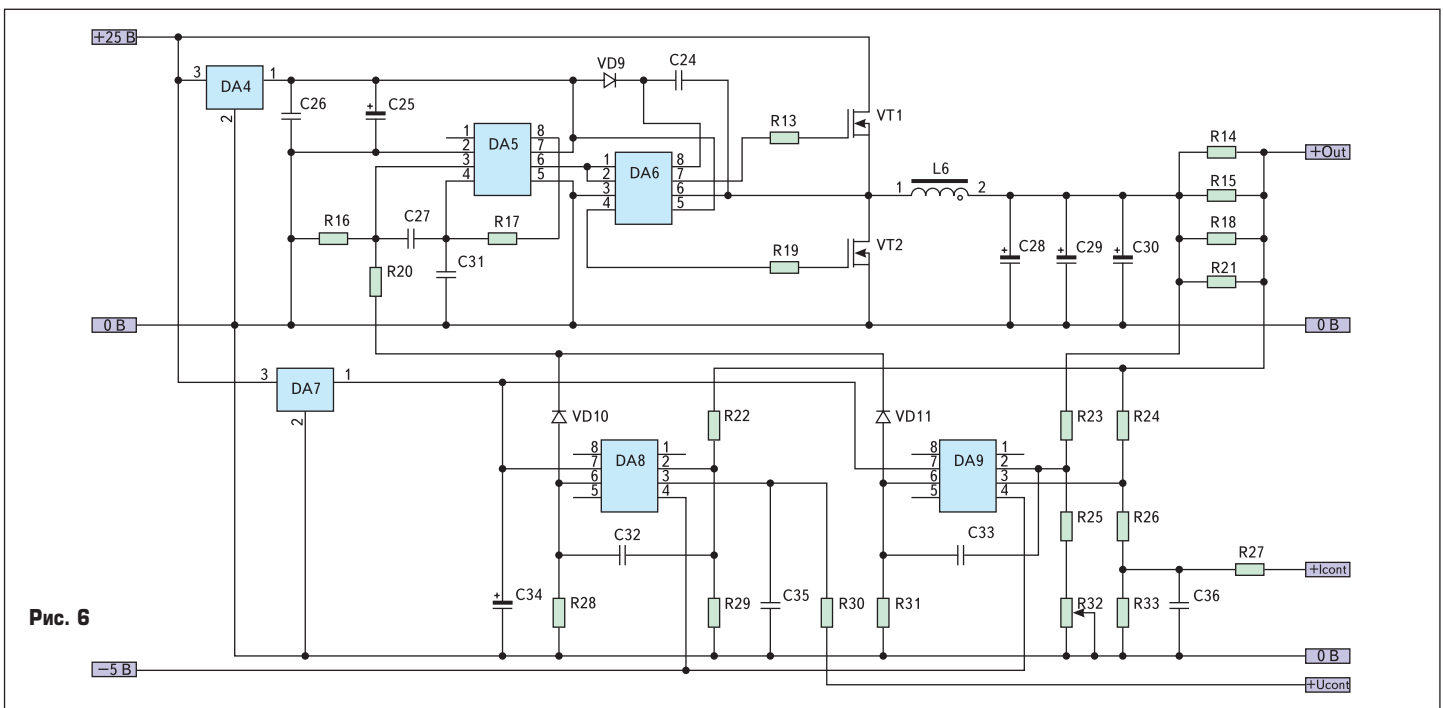 +25 В
VD9
C24
3
DA4
1
2
C26
+
C25
1
2
3
4
DA5
8
7
6
5
1
2
3
4
DA6
8
7
6
5
R13
VT1
R14
+Out
R15
R18
R21
1
L6
2
R16
C27
R17
R20
C31
R19
VT2
+
C28
+
C29
+
C30
0 В
0 В
3
DA7
1
2
VD10
R22
VD11
R23
R24
8
7
6
5
DA8
1
2
3
4
8
7
6
5
DA9
1
2
3
4
C32
C33
R25
R26
R27
+Icont
+
C34
R28
R29
C35
R30
R31
R32
R33
C36
Рис. 6
0 В
−5 В
+Ucont